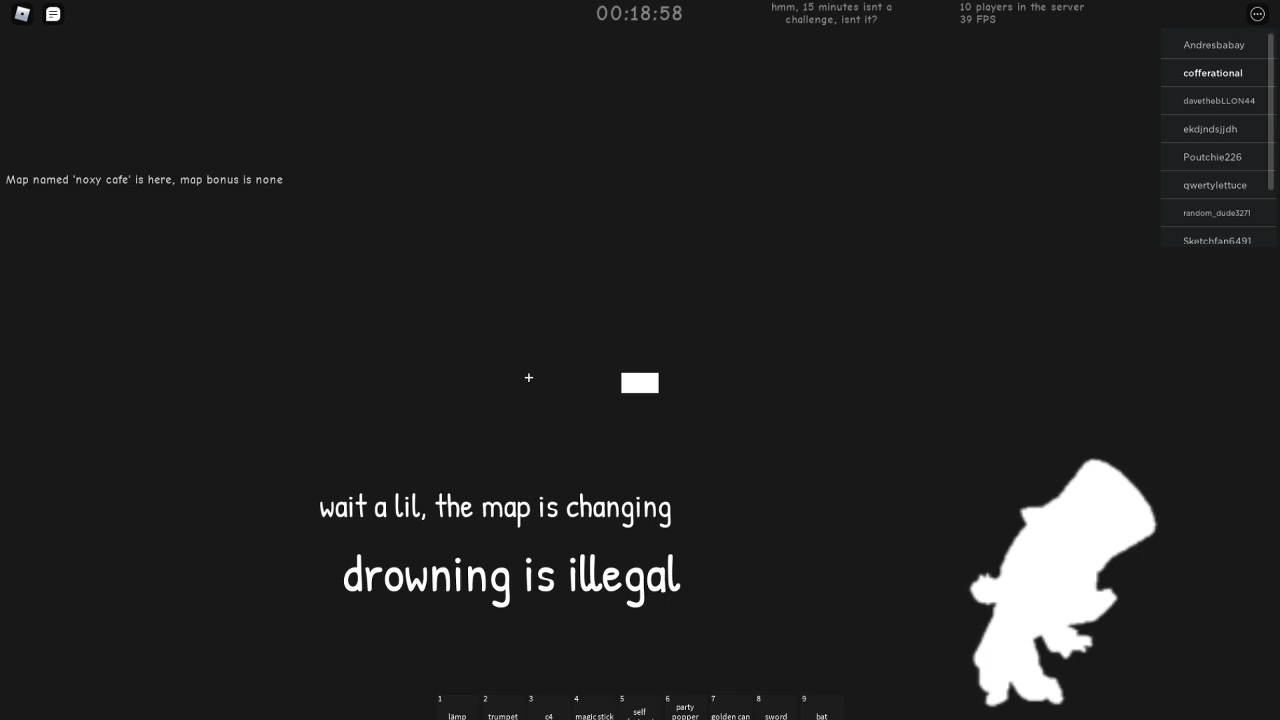 00:18:58
hmm, 15 minutes isnt a
challenge, isnt it?
10 players in the server
39 FPS
Andresbabay
cofferational
davethebLLON44
ekdjndsjjdh
Poutchie226
qwertylettuce
random_dude3271
Sketchfan6491
Map named 'noxy cafe' is here, map bonus is none
wait a lil, the map is changing
drowning is illegal
1 lamp
2 trumpet
3 c4
4 magic stick
5 self
6 party popper
7 golden can
8 sword
9 bat